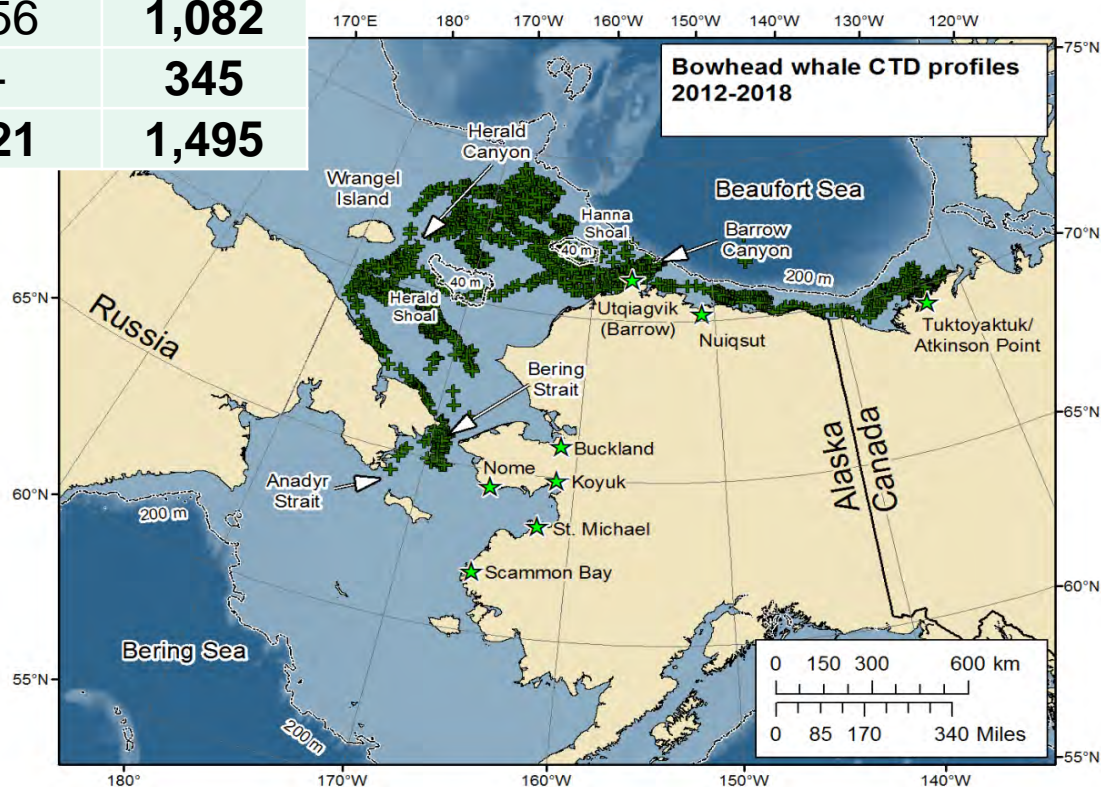 56 1,082
- 345
21 1,495
170°E 180° 170°W 160°W 150°W 140°W 130°W 120°W
Bowhead whale CTD profiles
2012-2018
75°N
Herald
Canyon
Wrangel
Island
Beaufort Sea
Hanna
Shoal
Barrow
Canyon
70°N
40 m
40 m
200 m
65°N
Herald
Shoal
Utqiagvik
(Barrow)
Nuiqsut
Tuktoyaktuk/
Atkinson Point
Russia
Bering
Strait
65°N
Alaska
Canada
Buckland
Nome
Koyuk
Anadyr
Strait
60°N
200 m
St. Michael
Scammon Bay
60°N
Bering Sea
55°N
200 m
0 150 300 600 km
0 85 170 340 Miles
55°N
180° 170°W 160°W 150°W 140°W